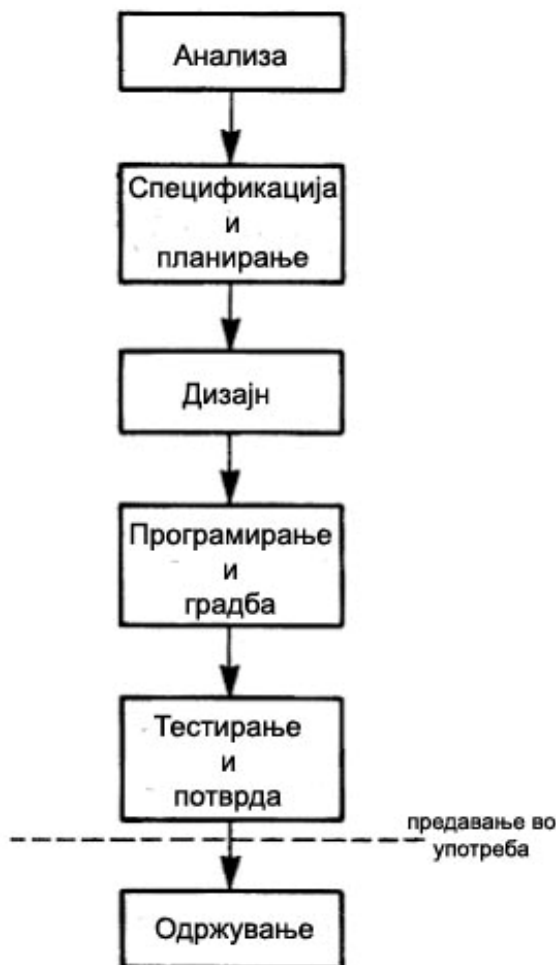 Анализа
Спецификација
и
планирање
Дизајн
Програмирање
и
градба
Тестирање
и
потврда
предавање во
употреба
Одржување